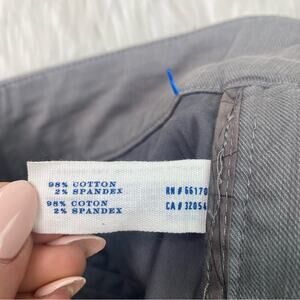 98% COTTON
2% SPANDEX
98% COTON
2% SPANDEX
RN # 66170
CA # 32054